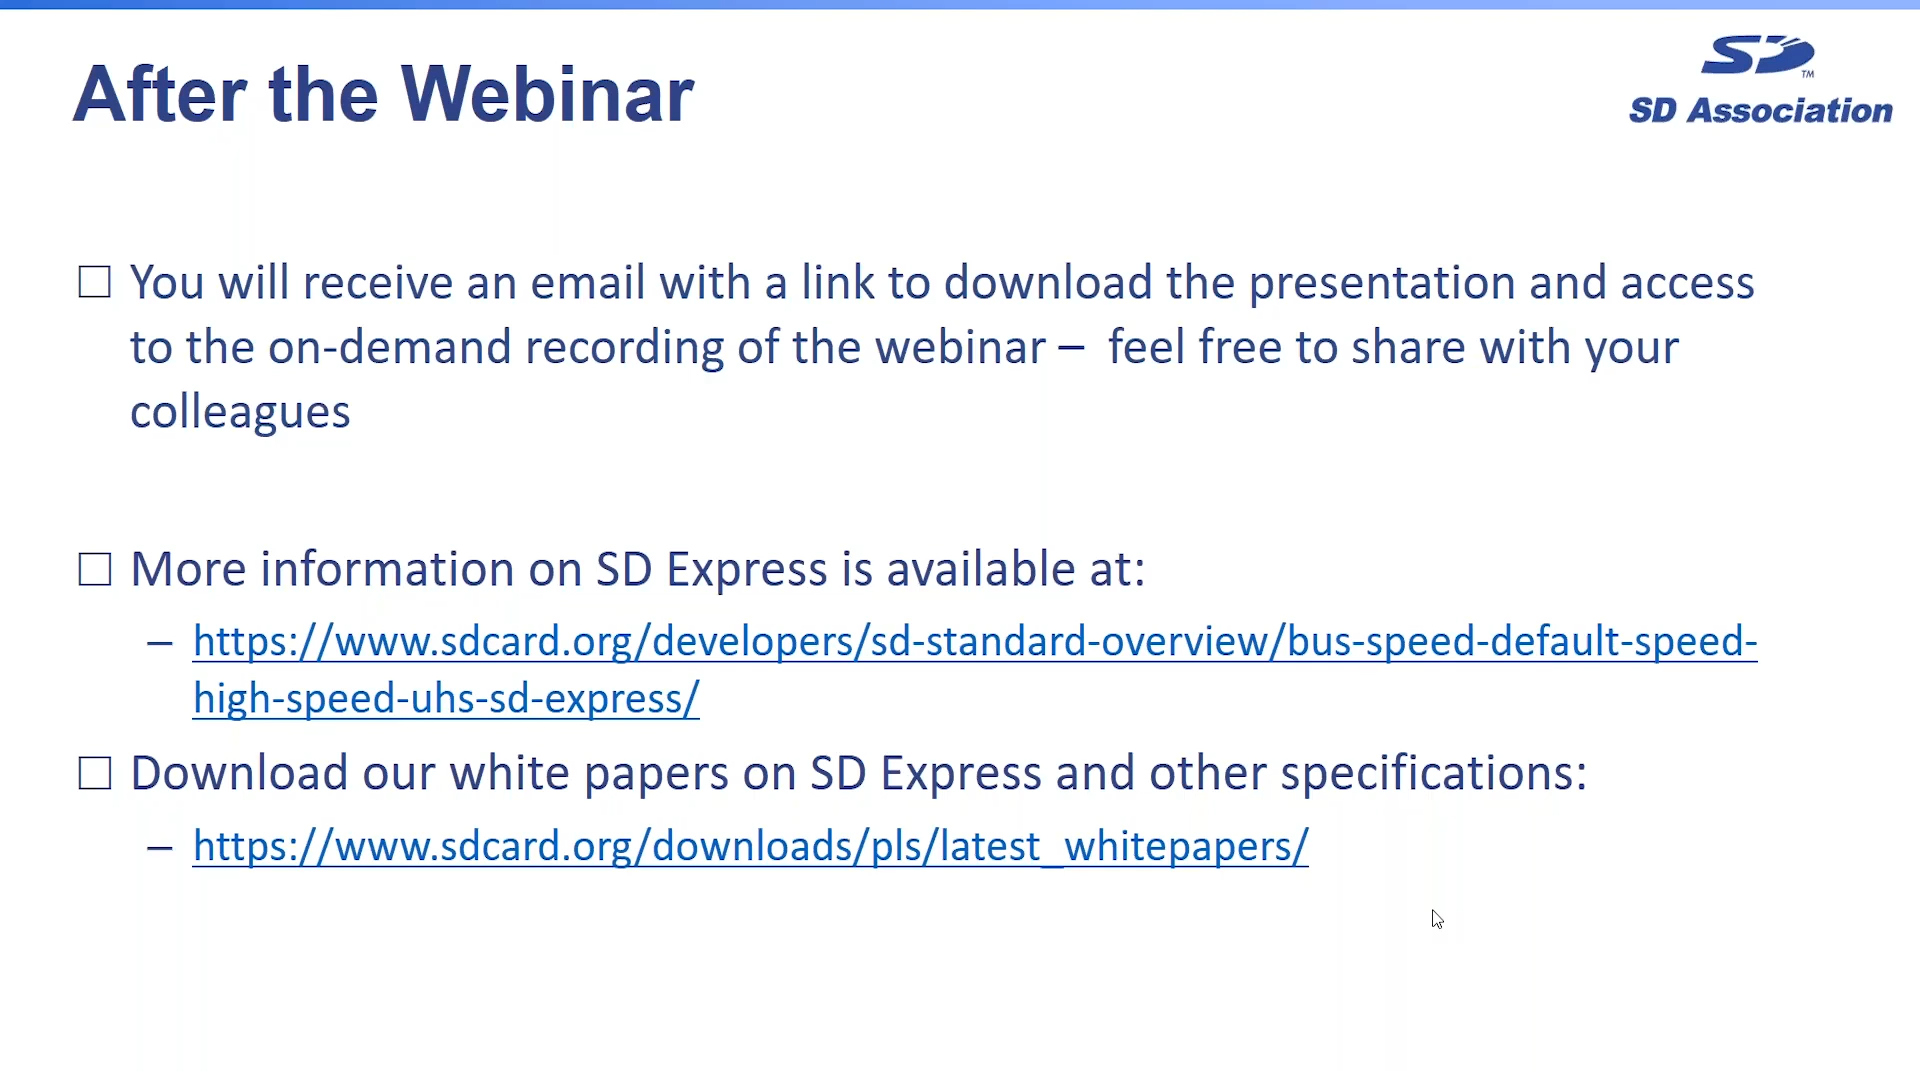 After the Webinar
SD
TM
SD Association
☐ You will receive an email with a link to download the presentation and access
to the on-demand recording of the webinar – feel free to share with your
colleagues
☐ More information on SD Express is available at:
– https://www.sdcard.org/developers/sd-standard-overview/bus-speed-default-speed-
high-speed-uhs-sd-express/
☐ Download our white papers on SD Express and other specifications:
– https://www.sdcard.org/downloads/pls/latest_whitepapers/